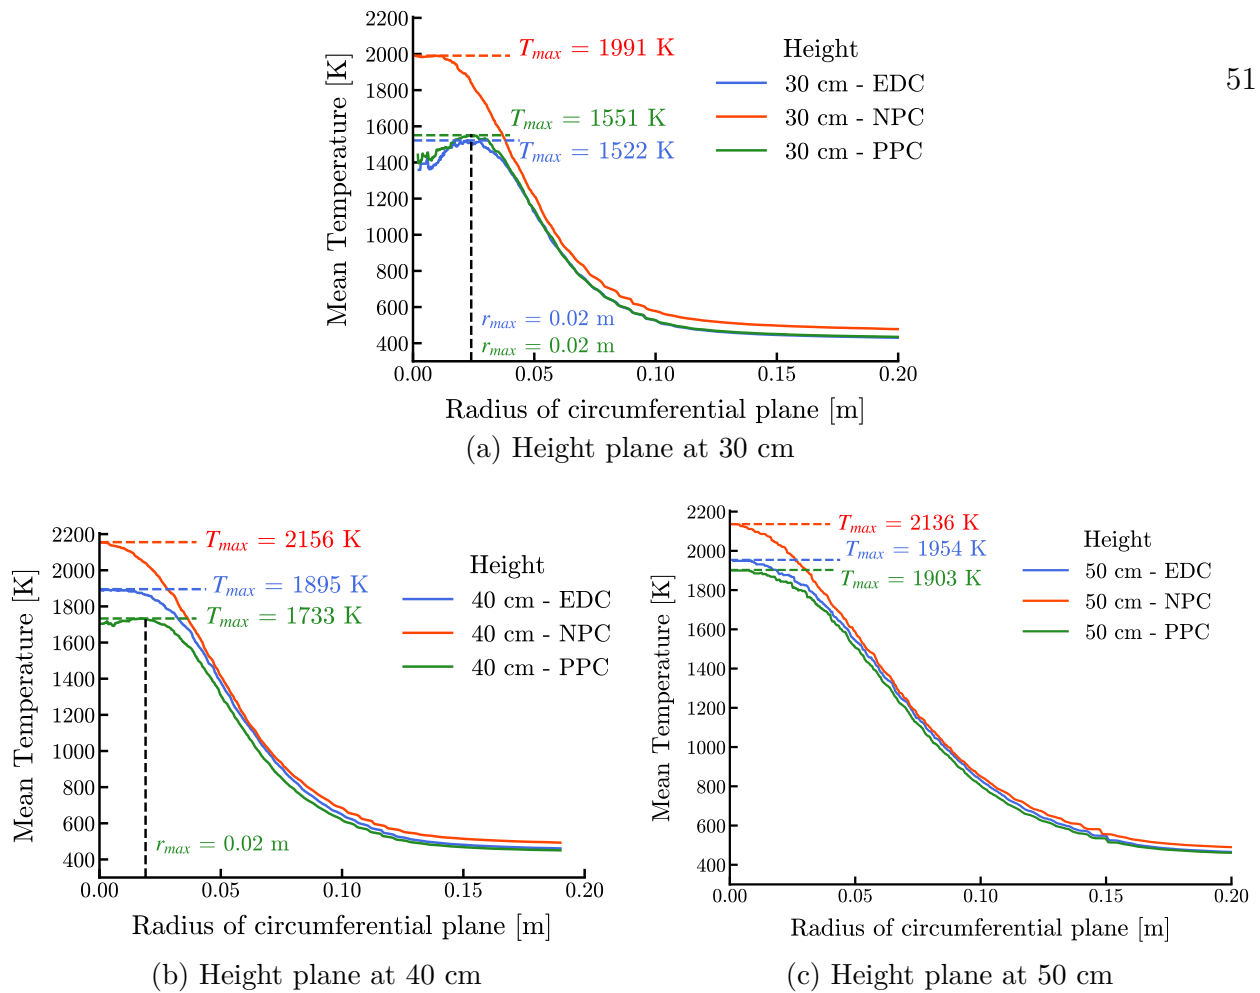 51
2200
2000
1800
1600
1400
1200
1000
800
600
400
Mean Temperature [K]
T_max = 1991 K
T_max = 1551 K
T_max = 1522 K
r_max = 0.02 m
r_max = 0.02 m
Height
30 cm - EDC
30 cm - NPC
30 cm - PPC
0.00 0.05 0.10 0.15 0.20
Radius of circumferential plane [m]
(a) Height plane at 30 cm
2200
2000
1800
1600
1400
1200
1000
800
600
400
Mean Temperature [K]
T_max = 2156 K
T_max = 1895 K
T_max = 1733 K
r_max = 0.02 m
Height
40 cm - EDC
40 cm - NPC
40 cm - PPC
0.00 0.05 0.10 0.15 0.20
Radius of circumferential plane [m]
(b) Height plane at 40 cm
2200
2000
1800
1600
1400
1200
1000
800
600
400
Mean Temperature [K]
T_max = 2136 K
T_max = 1954 K
T_max = 1903 K
Height
50 cm - EDC
50 cm - NPC
50 cm - PPC
0.00 0.05 0.10 0.15 0.20
Radius of circumferential plane [m]
(c) Height plane at 50 cm